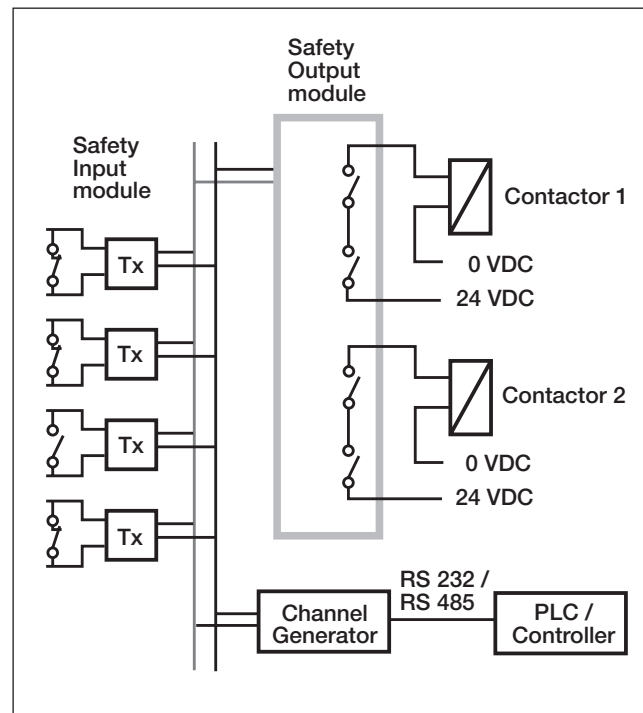 Safety
Output
module
Safety
Input
module
Contactor 1
Tx
0 VDC
24 VDC
Tx
Contactor 2
Tx
0 VDC
24 VDC
Tx
RS 232 /
RS 485
Channel
Generator
PLC /
Controller